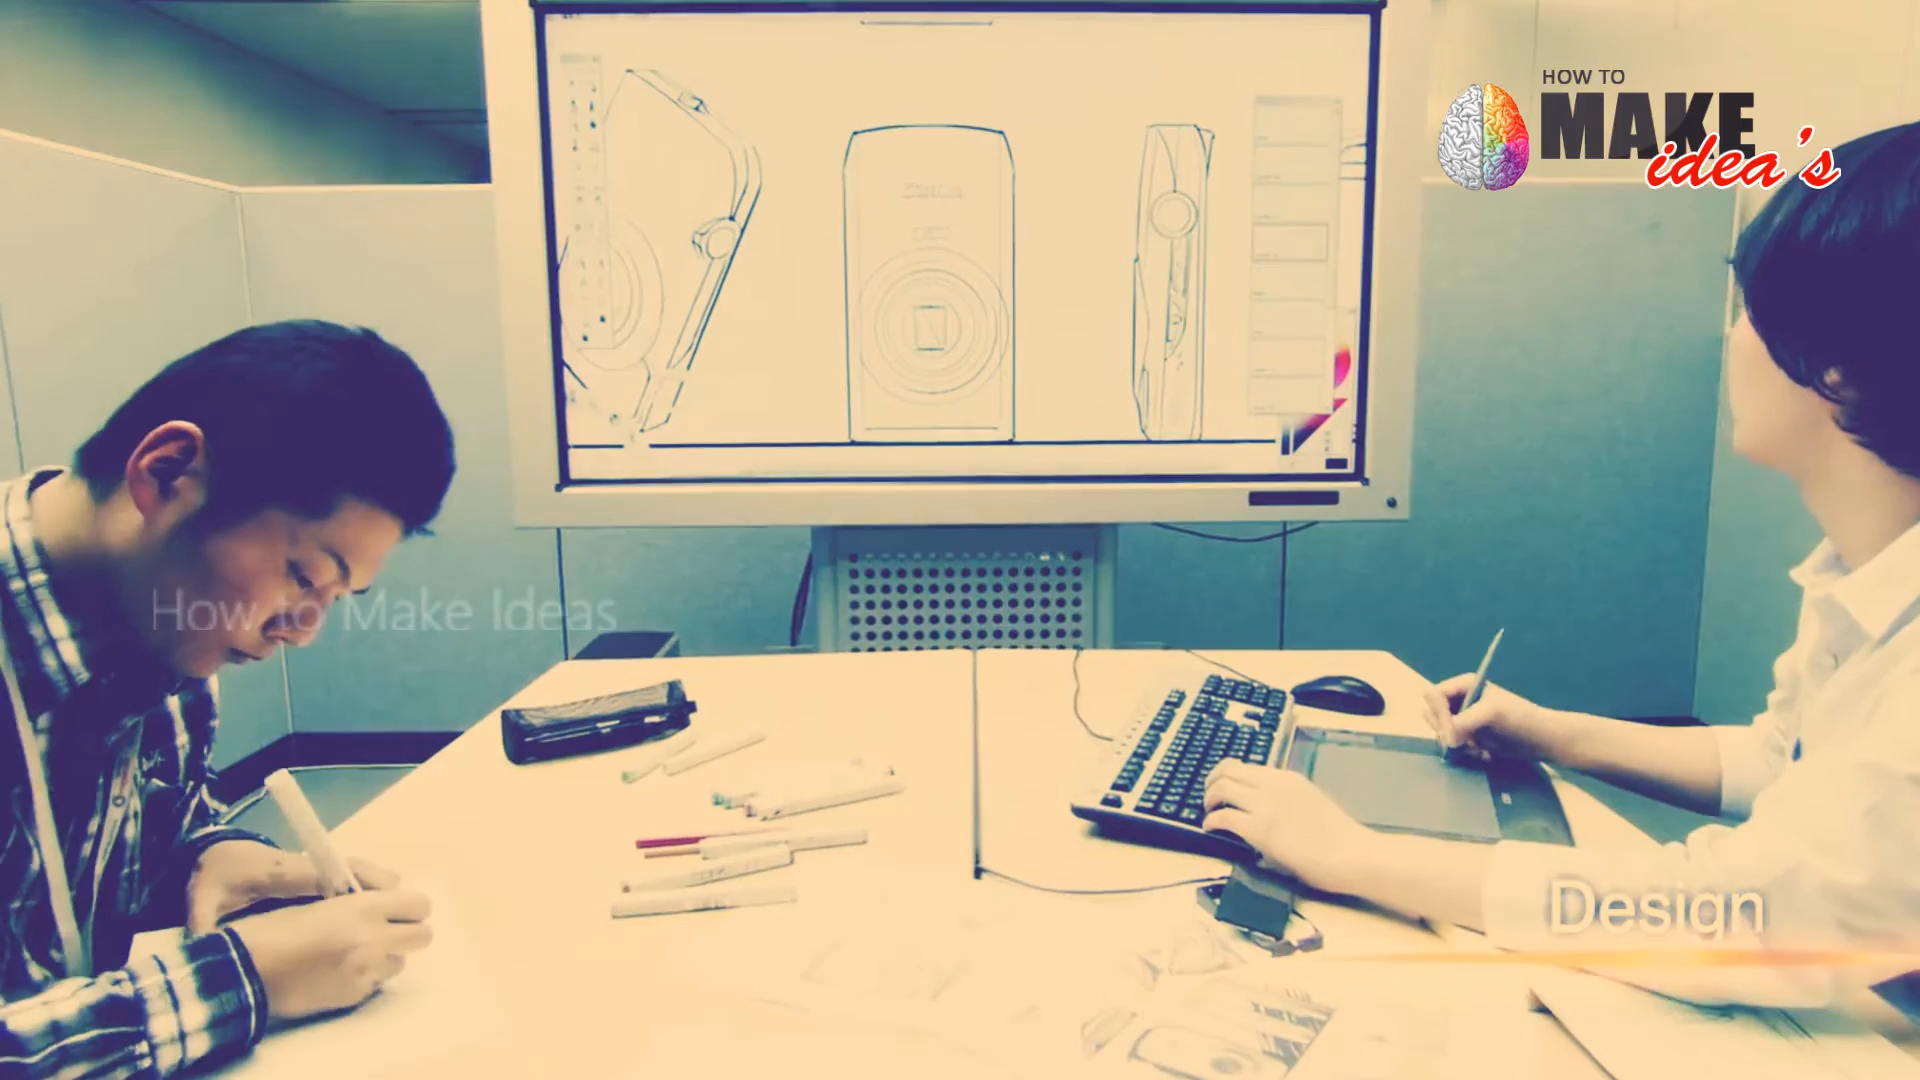 HOW TO
MAKE
idea's
How to Make Ideas
Design